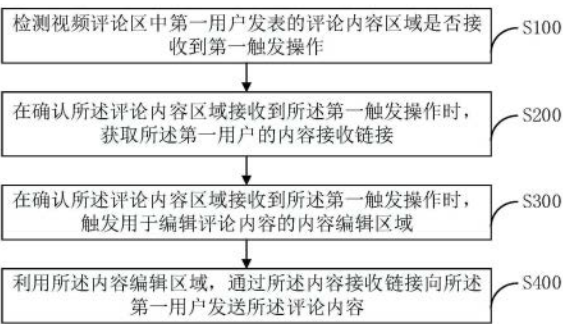 检测视频评论区中第一用户发表的评论内容区域是否接
收到第一触发操作
S100
在确认所述评论内容区域接收到所述第一触发操作时，
获取所述第一用户的内容接收链接
S200
在确认所述评论内容区域接收到所述第一触发操作时，
触发用于编辑评论内容的内容编辑区域
S300
利用所述内容编辑区域，通过所述内容接收链接向所述
第一用户发送所述评论内容
S400